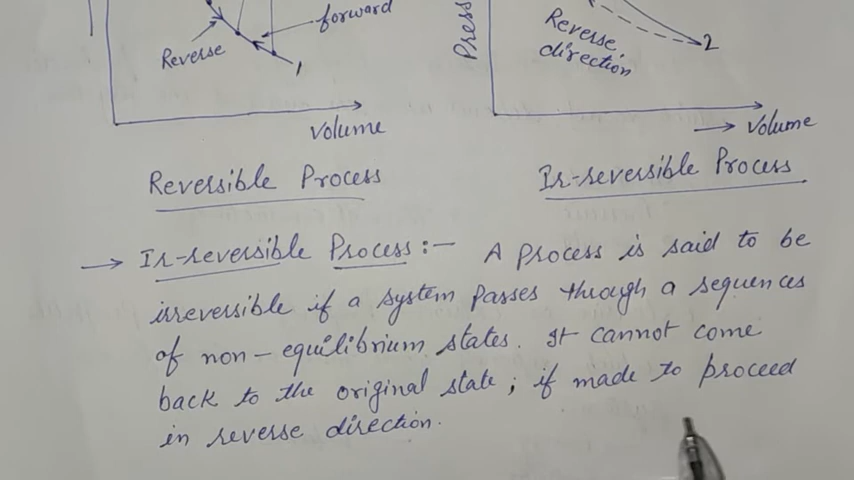 forward
Reverse
1
volume
Press
Reverse
direction
2
volume
Reversible Process
Ir-reversible Process
→ Ir-reversible Process :- A process is said to be
irreversible if a system passes through a sequences
of non-equilibrium states. It cannot come
back to the original state; if made to proceed
in reverse direction.